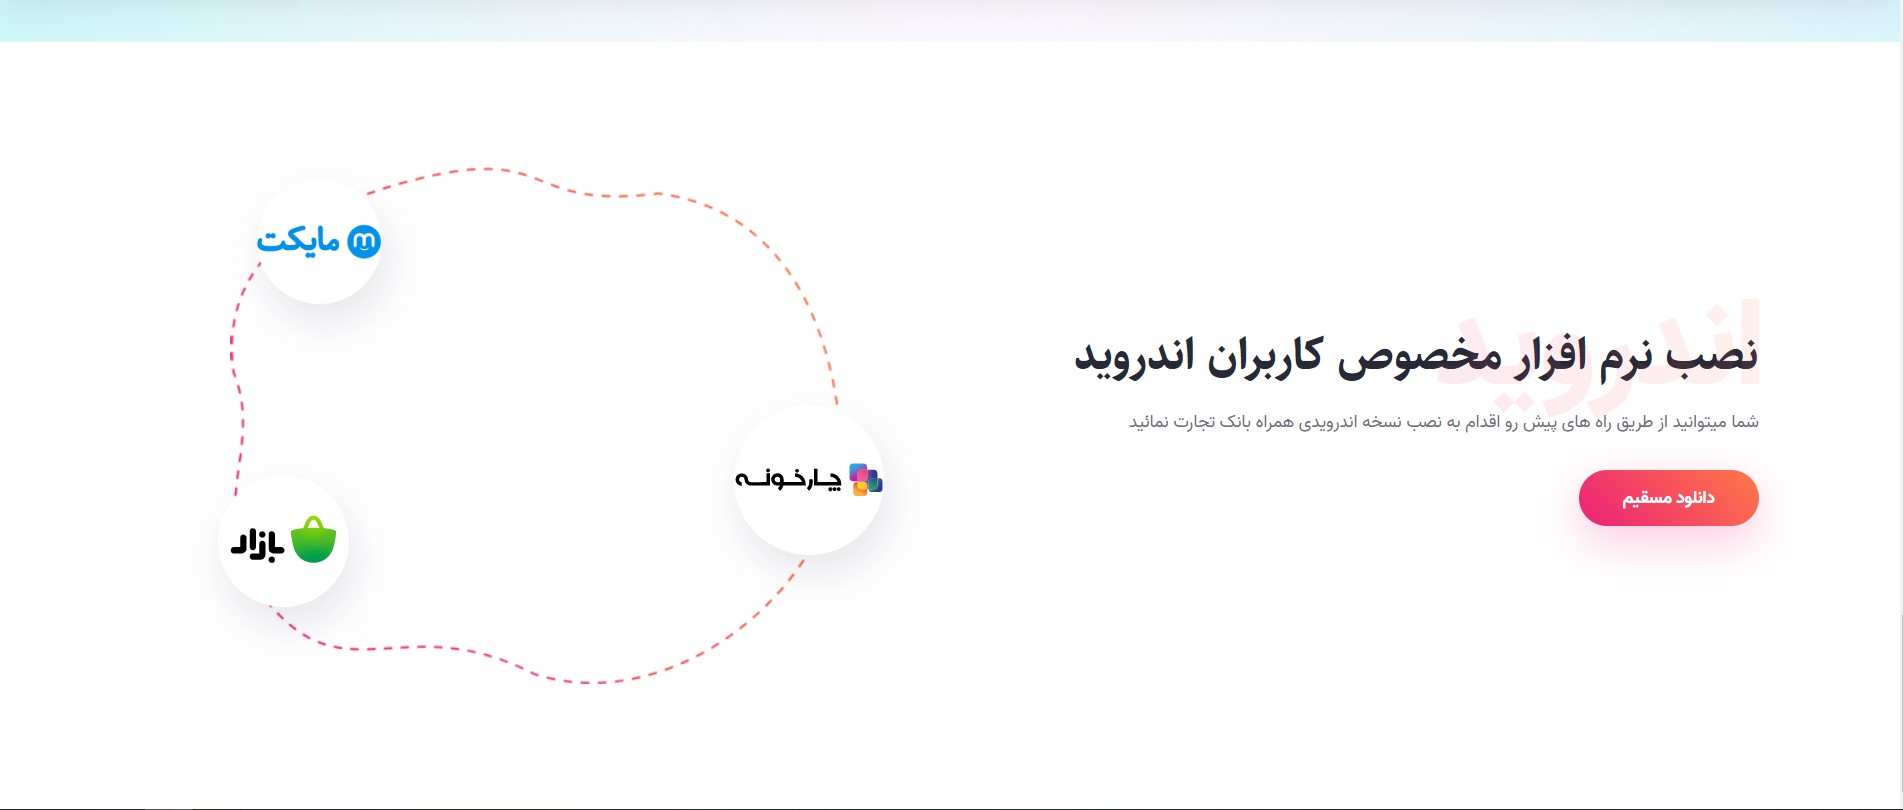 اندروید
نصب نرم افزار مخصوص کاربران اندروید
شما میتوانید از طریق راه های پیش رو اقدام به نصب نسخه اندرویدی همراه بانک تجارت نمائید
دانلود مسقیم
مایکت
چارخونه
بازار